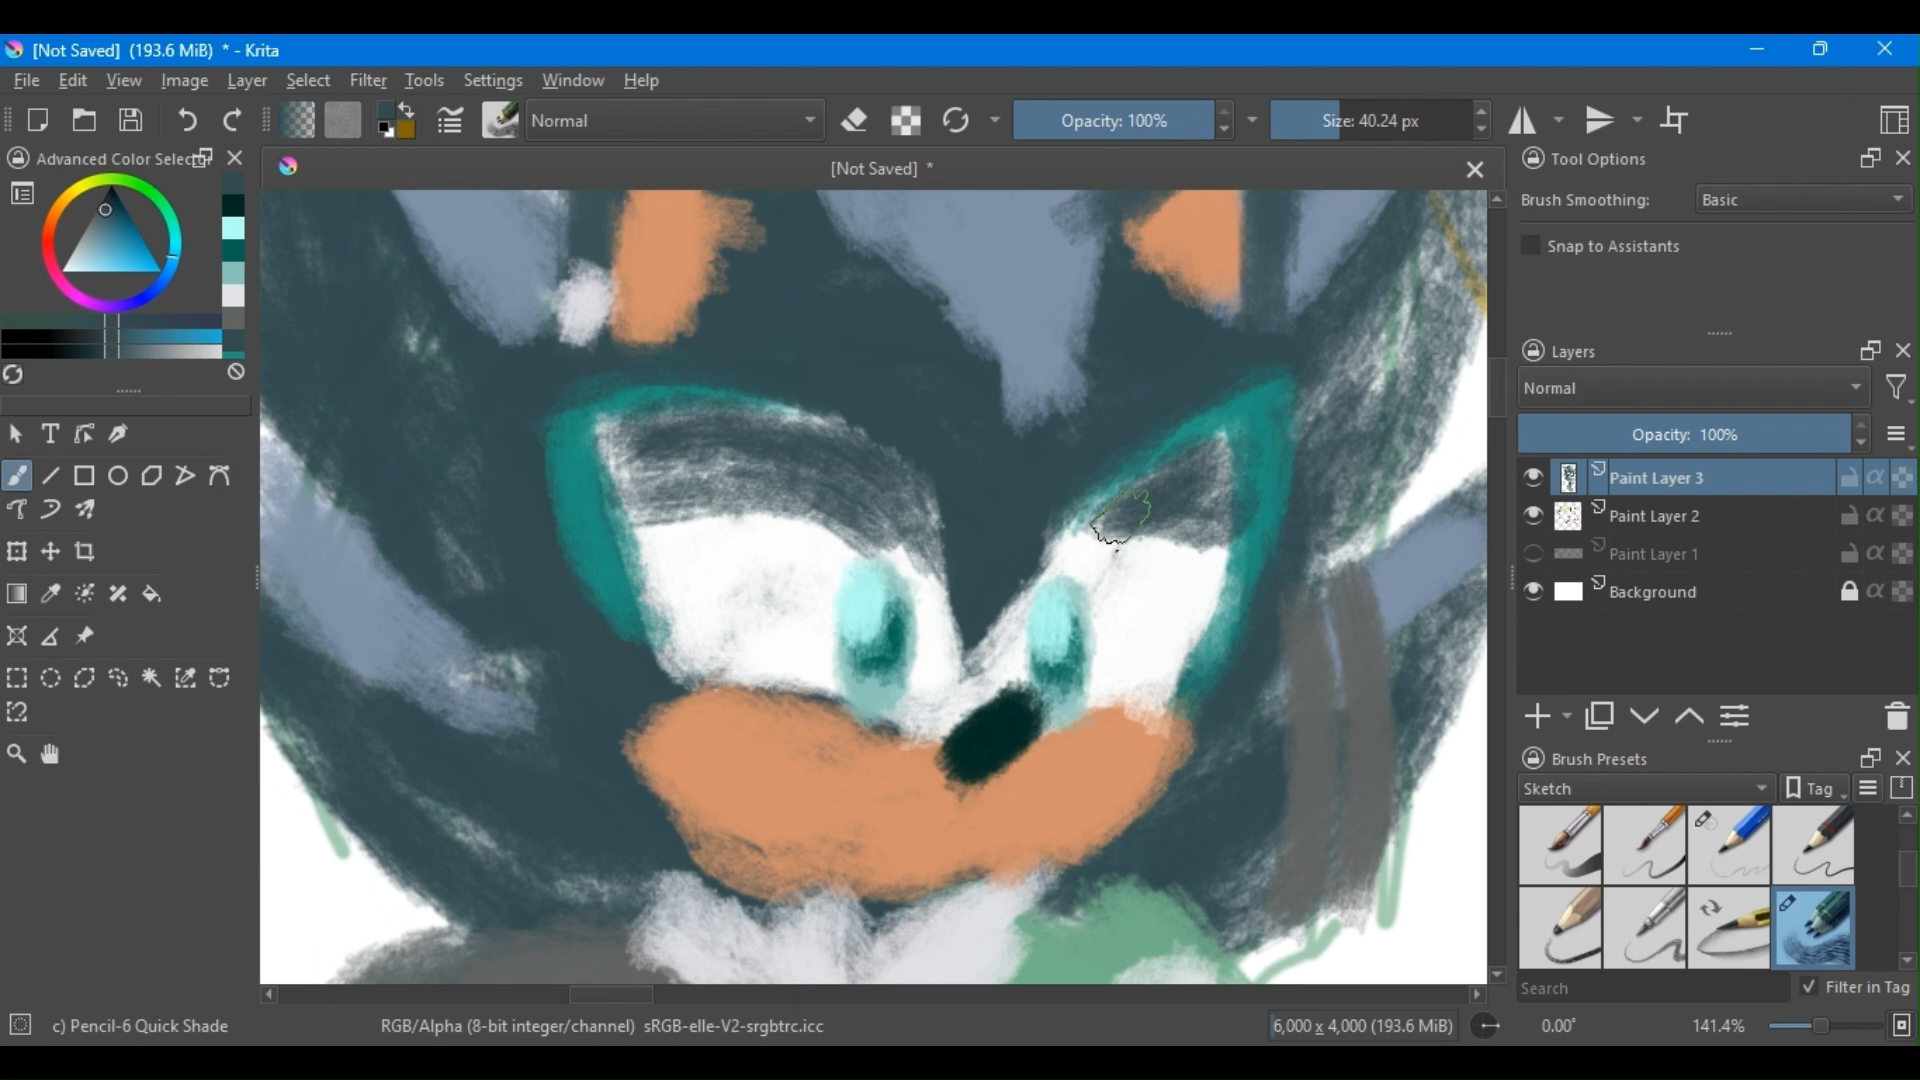 [Not Saved] (193.6 MiB) * - Krita
File Edit View Image Layer Select Filter Tools Settings Window Help
Normal
Opacity: 100%
Size: 40.24 px
Advanced Color Selector
[Not Saved] *
Tool Options
Brush Smoothing: Basic
Snap to Assistants
Layers
Normal
Opacity: 100%
Paint Layer 3
Paint Layer 2
Paint Layer 1
Background
Brush Presets
Sketch
Tag
Search
Filter in Tag
c) Pencil-6 Quick Shade
RGB/Alpha (8-bit integer/channel) sRGB-elle-V2-srgbtrc.icc
6,000 x 4,000 (193.6 MiB)
0.00°
141.4%